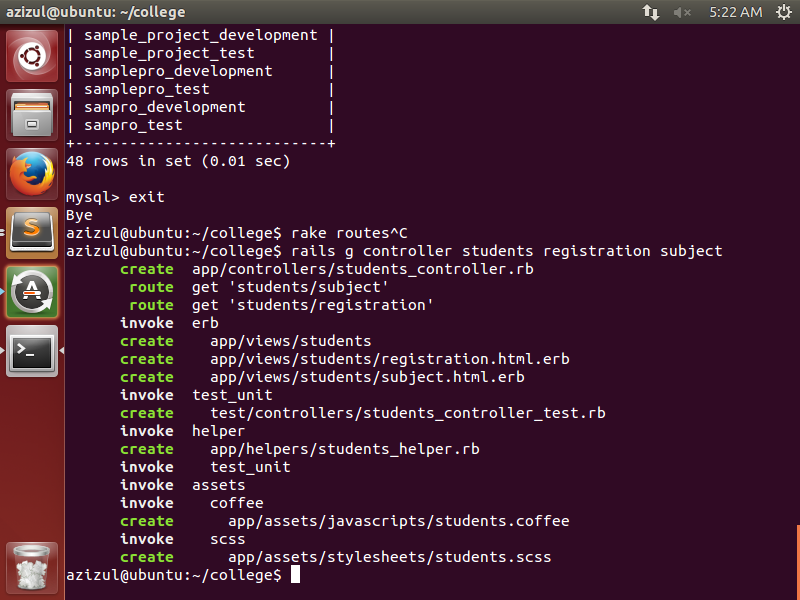 azizul@ubuntu: ~/college 5:22 AM
| sample_project_development |
| sample_project_test        |
| samplepro_development      |
| samplepro_test             |
| sampro_development         |
| sampro_test                |
+----------------------------+
48 rows in set (0.01 sec)
mysql> exit
Bye
azizul@ubuntu:~/college$ rake routes^C
azizul@ubuntu:~/college$ rails g controller students registration subject
      create  app/controllers/students_controller.rb
       route  get 'students/subject'
       route  get 'students/registration'
      invoke  erb
      create    app/views/students
      create    app/views/students/registration.html.erb
      create    app/views/students/subject.html.erb
      invoke  test_unit
      create    test/controllers/students_controller_test.rb
      invoke  helper
      create    app/helpers/students_helper.rb
      invoke    test_unit
      invoke  assets
      invoke    coffee
      create      app/assets/javascripts/students.coffee
      invoke    scss
      create      app/assets/stylesheets/students.scss
azizul@ubuntu:~/college$